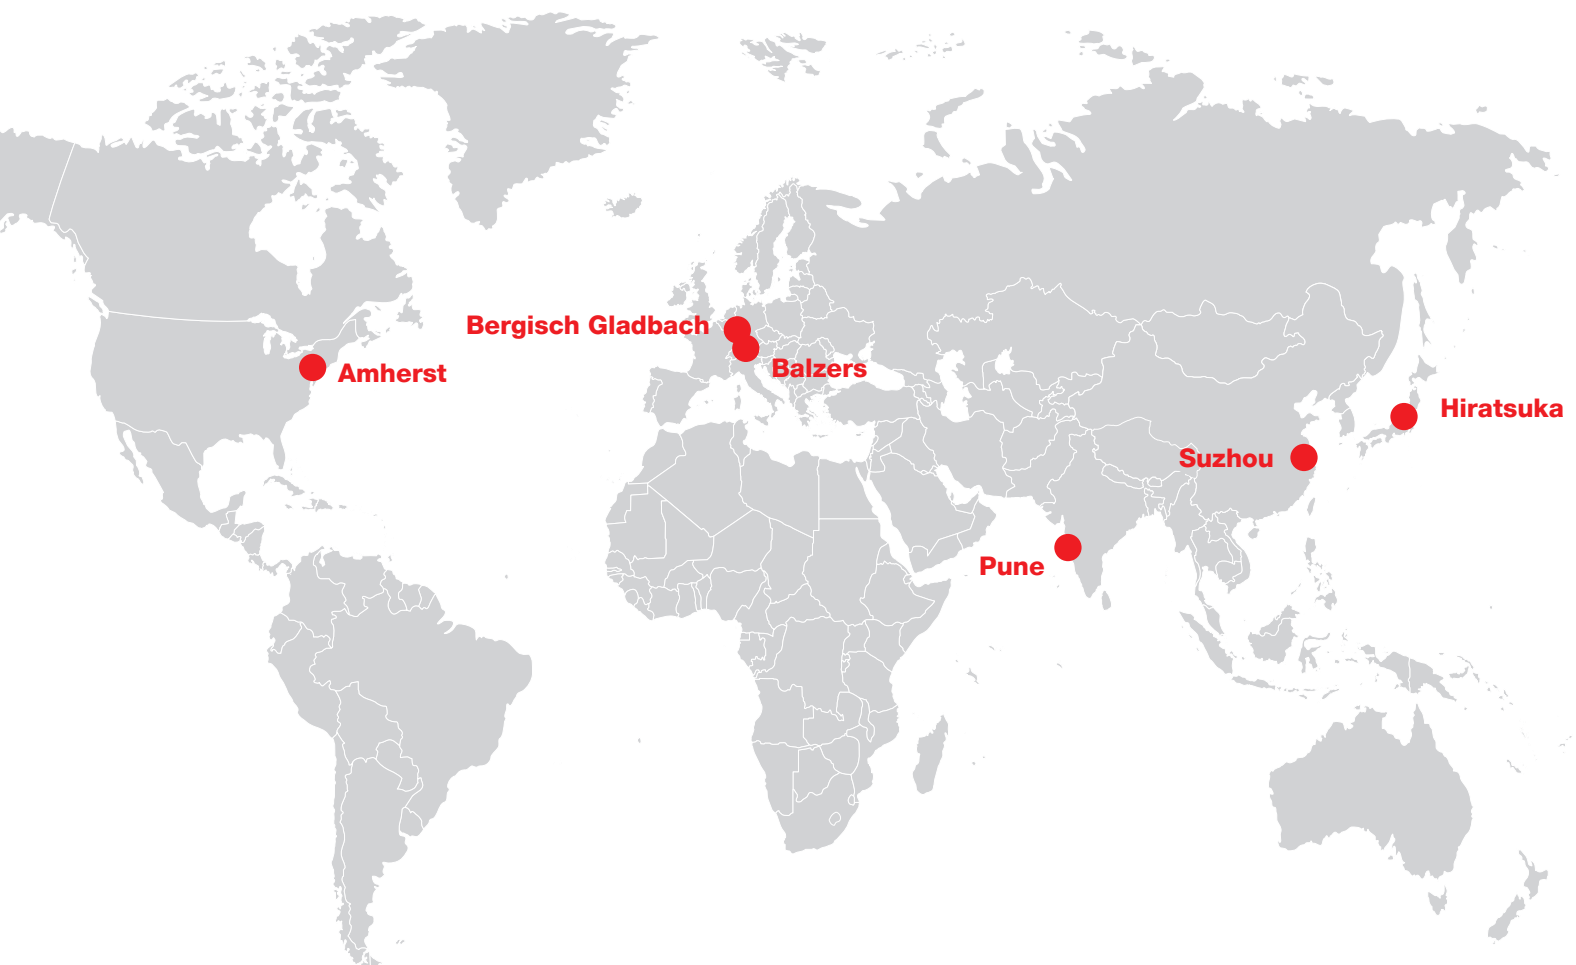 Bergisch Gladbach
Balzers
Amherst
Hiratsuka
Suzhou
Pune